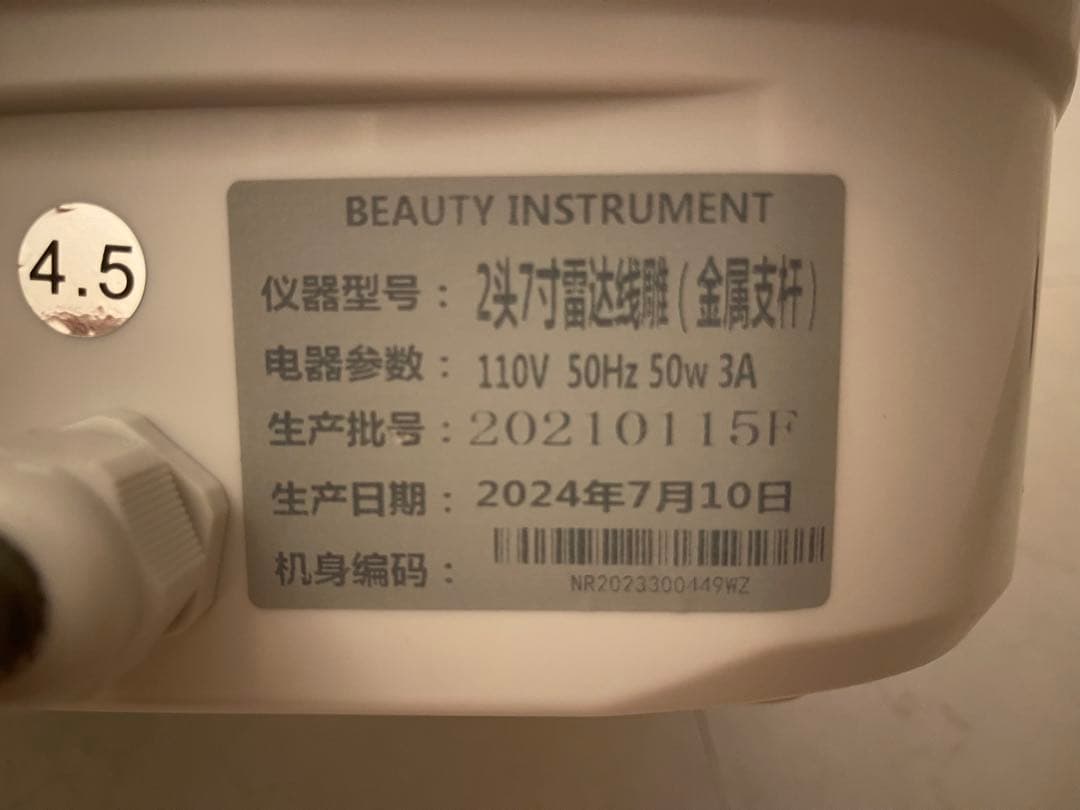 4.5
BEAUTY INSTRUMENT
仪器型号： 2头7寸雷达线雕（金属支杆）
电器参数： 110V 50Hz 50w 3A
生产批号：20210115F
生产日期：2024年7月10日
机身编码：
NR2023300449WZ